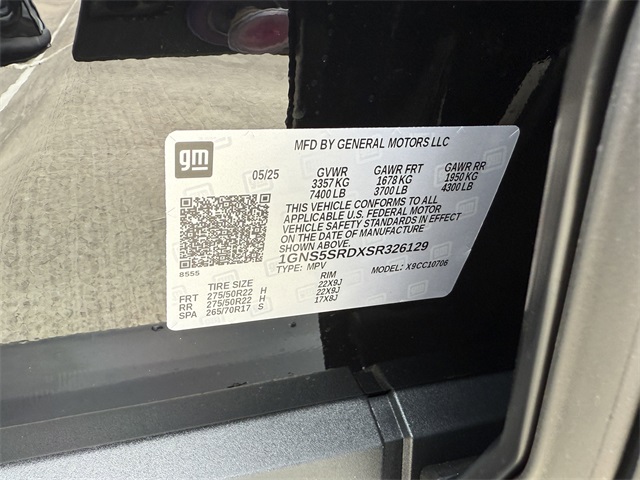 gm
MFD BY GENERAL MOTORS LLC
05/25 GVWR GAWR FRT GAWR RR
3357 KG 1678 KG 1950 KG
7400 LB 3700 LB 4300 LB
THIS VEHICLE CONFORMS TO ALL
APPLICABLE U.S. FEDERAL MOTOR
VEHICLE SAFETY STANDARDS IN EFFECT
ON THE DATE OF MANUFACTURE
SHOWN ABOVE.
1GNS5SRDXSR326129
8555
TYPE: MPV MODEL: X9CC10706
TIRE SIZE RIM
FRT 275/50R22 H 22X9J
RR 275/50R22 H 22X9J
SPA 265/70R17 S 17X8J